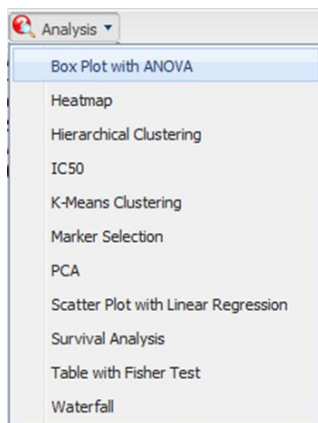 Analysis
Box Plot with ANOVA
Heatmap
Hierarchical Clustering
IC50
K-Means Clustering
Marker Selection
PCA
Scatter Plot with Linear Regression
Survival Analysis
Table with Fisher Test
Waterfall